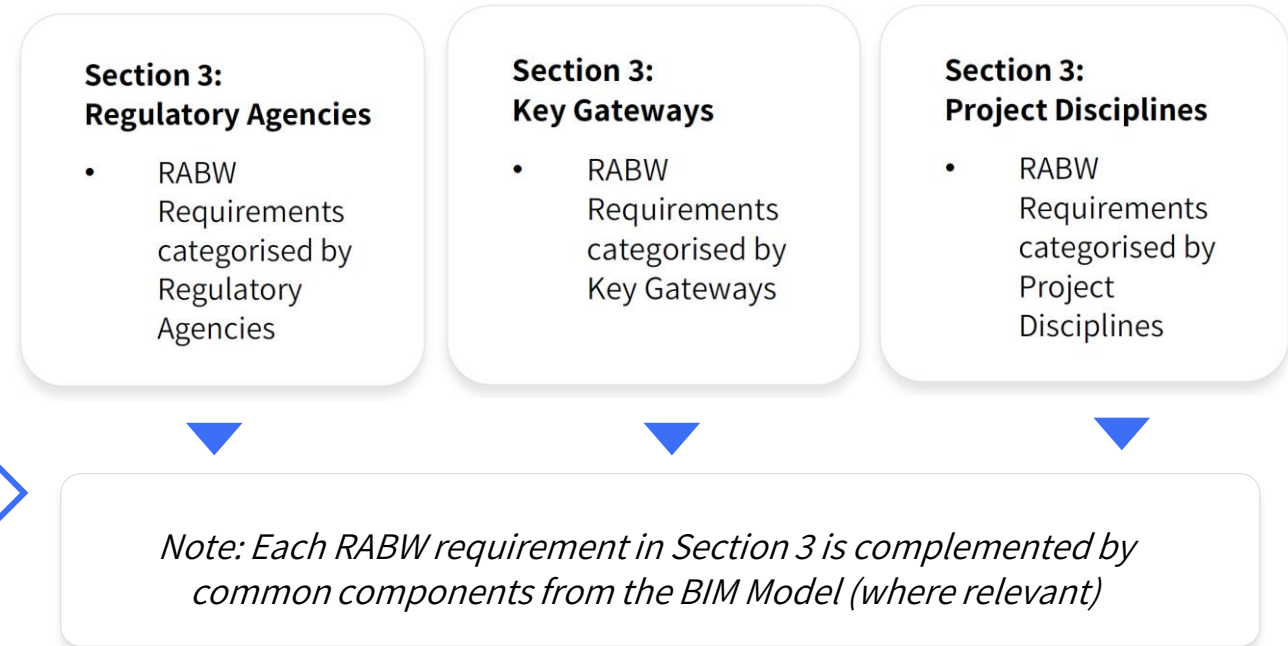 Section 3:
Regulatory Agencies
• RABW
Requirements
categorised by
Regulatory
Agencies
Section 3:
Key Gateways
• RABW
Requirements
categorised by
Key Gateways
Section 3:
Project Disciplines
• RABW
Requirements
categorised by
Project
Disciplines
Note: Each RABW requirement in Section 3 is complemented by
common components from the BIM Model (where relevant)